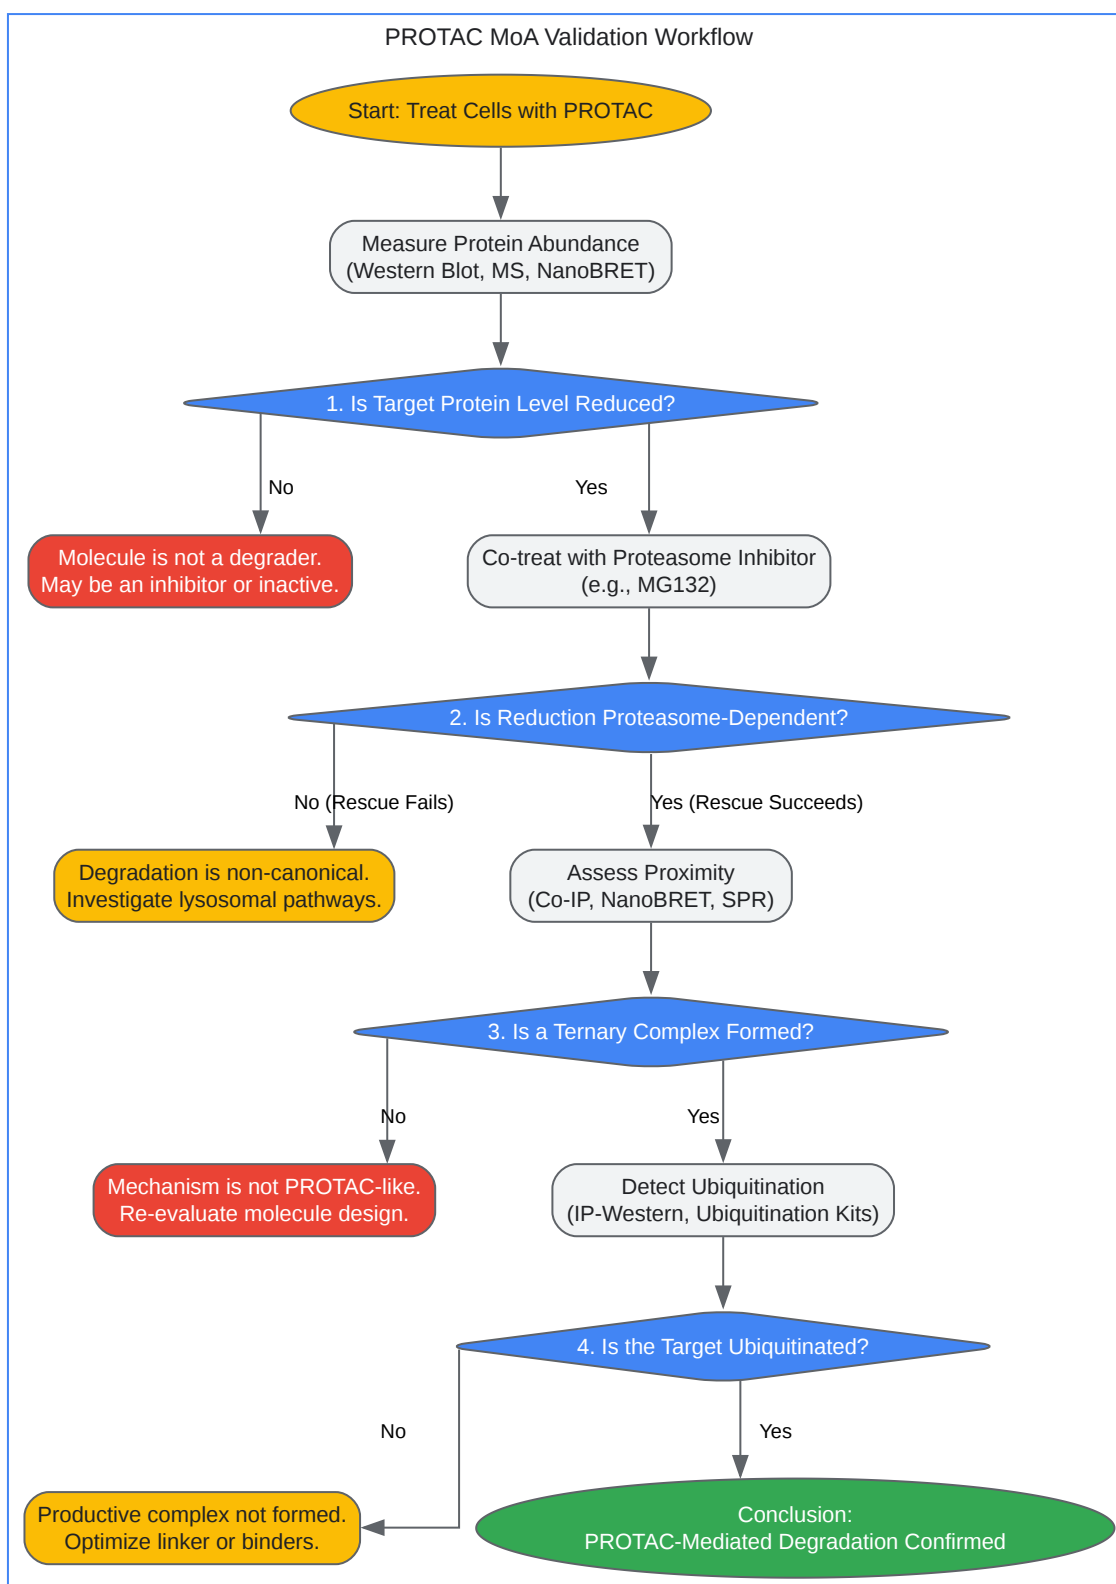 PROTAC MoA Validation Workflow
Start: Treat Cells with PROTAC
Measure Protein Abundance
(Western Blot, MS, NanoBRET)
1. Is Target Protein Level Reduced?
No
Yes
Molecule is not a degrader.
May be an inhibitor or inactive.
Co-treat with Proteasome Inhibitor
(e.g., MG132)
2. Is Reduction Proteasome-Dependent?
No (Rescue Fails)
Yes (Rescue Succeeds)
Degradation is non-canonical.
Investigate lysosomal pathways.
Assess Proximity
(Co-IP, NanoBRET, SPR)
3. Is a Ternary Complex Formed?
No
Yes
Mechanism is not PROTAC-like.
Re-evaluate molecule design.
Detect Ubiquitination
(IP-Western, Ubiquitination Kits)
4. Is the Target Ubiquitinated?
No
Yes
Productive complex not formed.
Optimize linker or binders.
Conclusion:
PROTAC-Mediated Degradation Confirmed